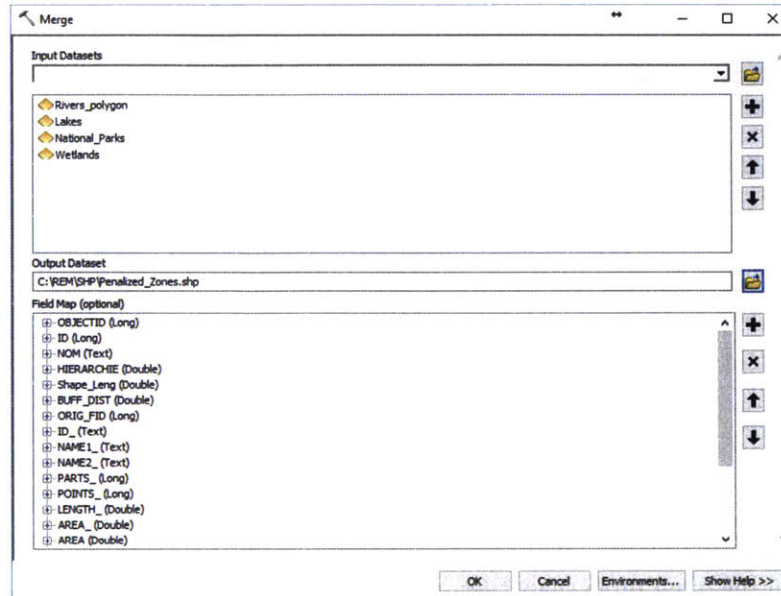 Merge
Input Datasets
Rivers_polygon
Lakes
National_Parks
Wetlands
Output Dataset
C:\REM\SHP\Penalized_Zones.shp
Field Map (optional)
OBJECTID (Long)
ID (Long)
NOM (Text)
HIERARCHIE (Double)
Shape_Leng (Double)
BUFF_DIST (Double)
ORIG_FID (Long)
ID_ (Text)
NAME1_ (Text)
NAME2_ (Text)
PARTS_ (Long)
POINTS_ (Long)
LENGTH_ (Double)
AREA_ (Double)
AREA (Double)
OK Cancel Environments... Show Help >>